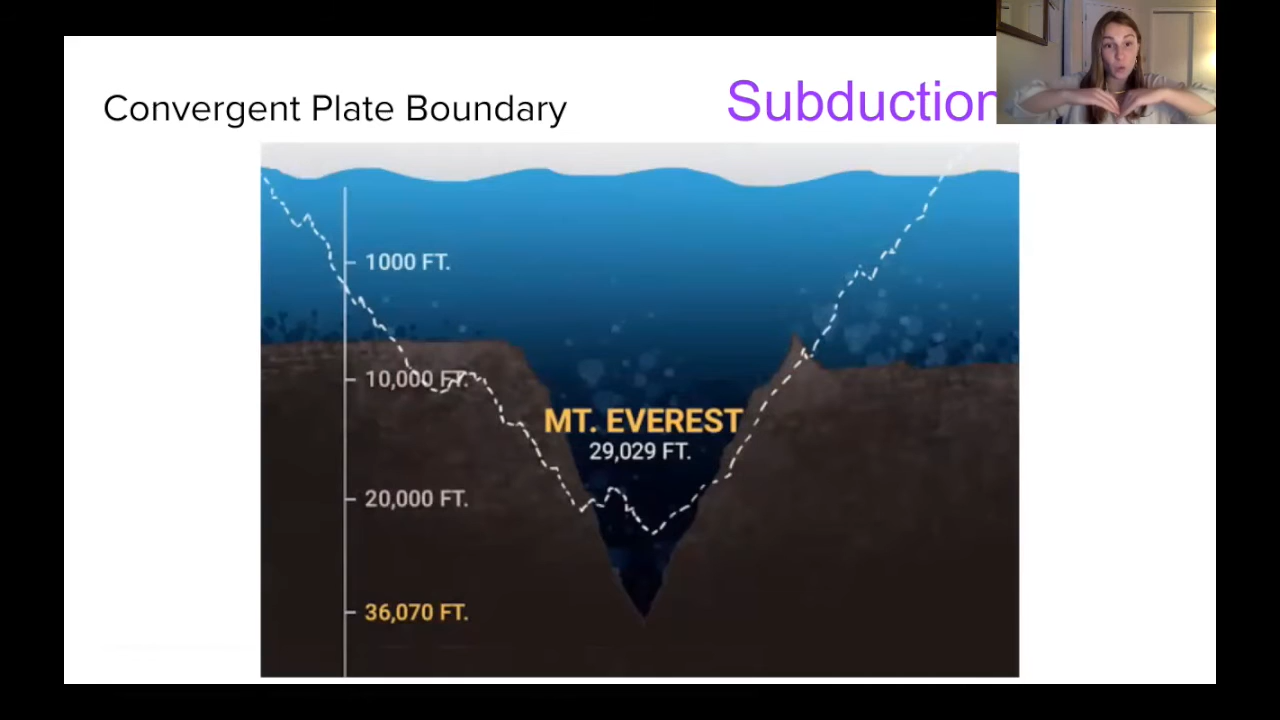 Convergent Plate Boundary
Subduction
1000 FT.
10,000 FT.
MT. EVEREST
29,029 FT.
20,000 FT.
36,070 FT.